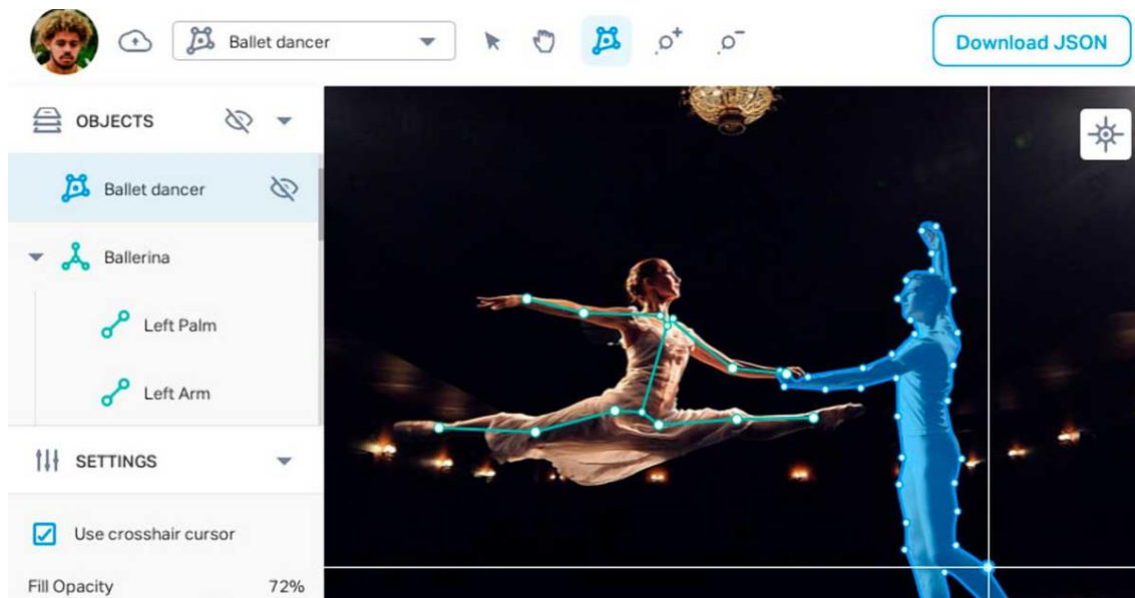 Ballet dancer
Download JSON
OBJECTS
Ballet dancer
Ballerina
Left Palm
Left Arm
SETTINGS
Use crosshair cursor
Fill Opacity 72%